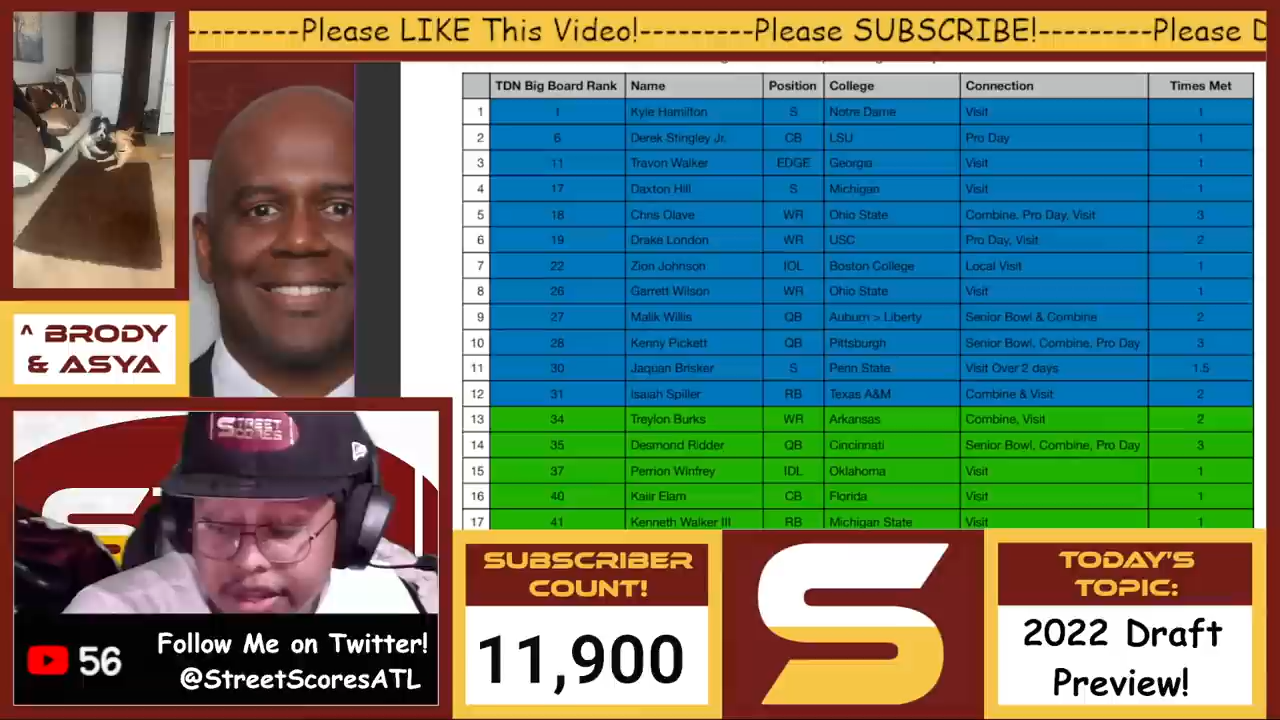 ---------Please LIKE This Video!---------Please SUBSCRIBE!---------Please D
TDN Big Board Rank Name Position College Connection Times Met
1 1 Kyle Hamilton S Notre Dame Visit 1
2 6 Derek Stingley Jr. CB LSU Pro Day 1
3 11 Travon Walker EDGE Georgia Visit 1
4 17 Daxton Hill S Michigan Visit 1
5 18 Chris Olave WR Ohio State Combine, Pro Day, Visit 3
6 19 Drake London WR USC Pro Day, Visit 2
7 22 Zion Johnson IOL Boston College Local Visit 1
8 26 Garrett Wilson WR Ohio State Visit 1
9 27 Malik Willis QB Auburn > Liberty Senior Bowl & Combine 2
10 28 Kenny Pickett QB Pittsburgh Senior Bowl, Combine, Pro Day 3
11 30 Jaquan Brisker S Penn State Visit Over 2 days 1.5
12 31 Isaiah Spiller RB Texas A&M Combine & Visit 2
13 34 Treylon Burks WR Arkansas Combine, Visit 2
14 35 Desmond Ridder QB Cincinnati Senior Bowl, Combine, Pro Day 3
15 37 Perrion Winfrey IDL Oklahoma Visit 1
16 40 Kaiir Elam CB Florida Visit 1
17 41 Kenneth Walker III RB Michigan State Visit 1
^ BRODY
& ASYA
STREET
SCORES
56
Follow Me on Twitter!
@StreetScoresATL
SUBSCRIBER
COUNT!
11,900
TODAY'S
TOPIC:
2022 Draft
Preview!